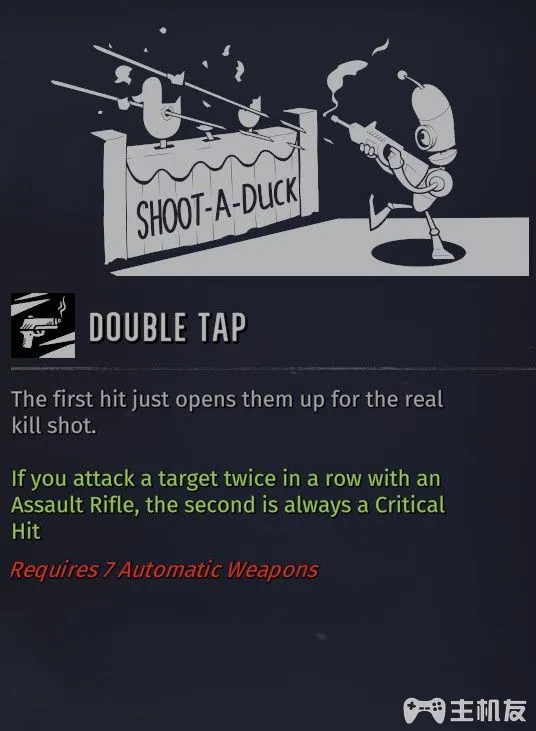 SHOOT-A-DUCK
DOUBLE TAP
The first hit just opens them up for the real
kill shot.
If you attack a target twice in a row with an
Assault Rifle, the second is always a Critical
Hit
Requires 7 Automatic Weapons
主机友